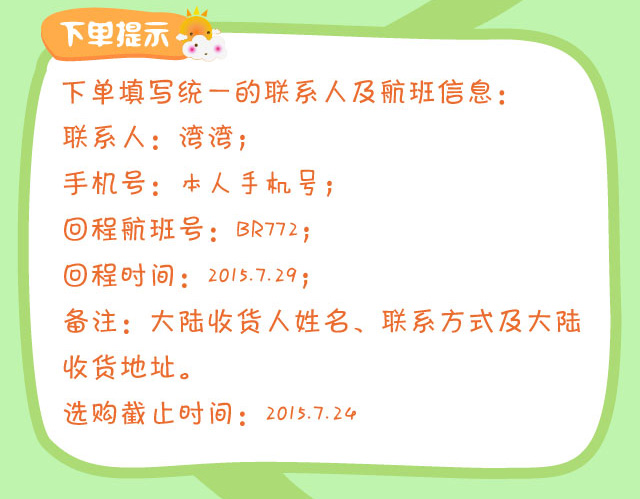 下单提示
下单填写统一的联系人及航班信息：
联系人：湾湾；
手机号：本人手机号；
回程航班号：BR772；
回程时间：2015.7.29；
备注：大陆收货人姓名、联系方式及大陆
收货地址。
选购截止时间：2015.7.24